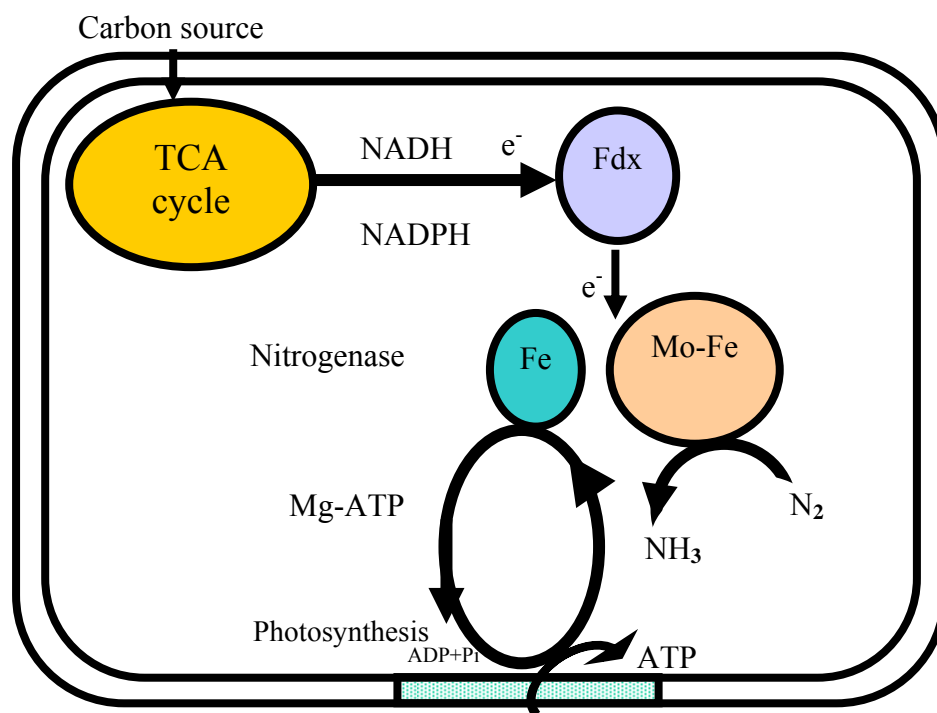 Carbon source
TCA
cycle
NADH
e-
NADPH
Fdx
e-
Nitrogenase
Fe
Mo-Fe
Mg-ATP
N2
NH3
Photosynthesis
ADP+Pi
ATP